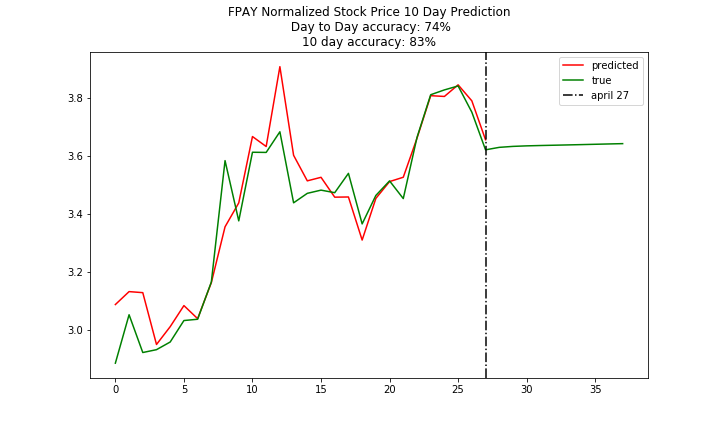 FPAY Normalized Stock Price 10 Day Prediction
Day to Day accuracy: 74%
10 day accuracy: 83%
predicted
true
april 27
3.8
3.6
3.4
3.2
3.0
0 5 10 15 20 25 30 35